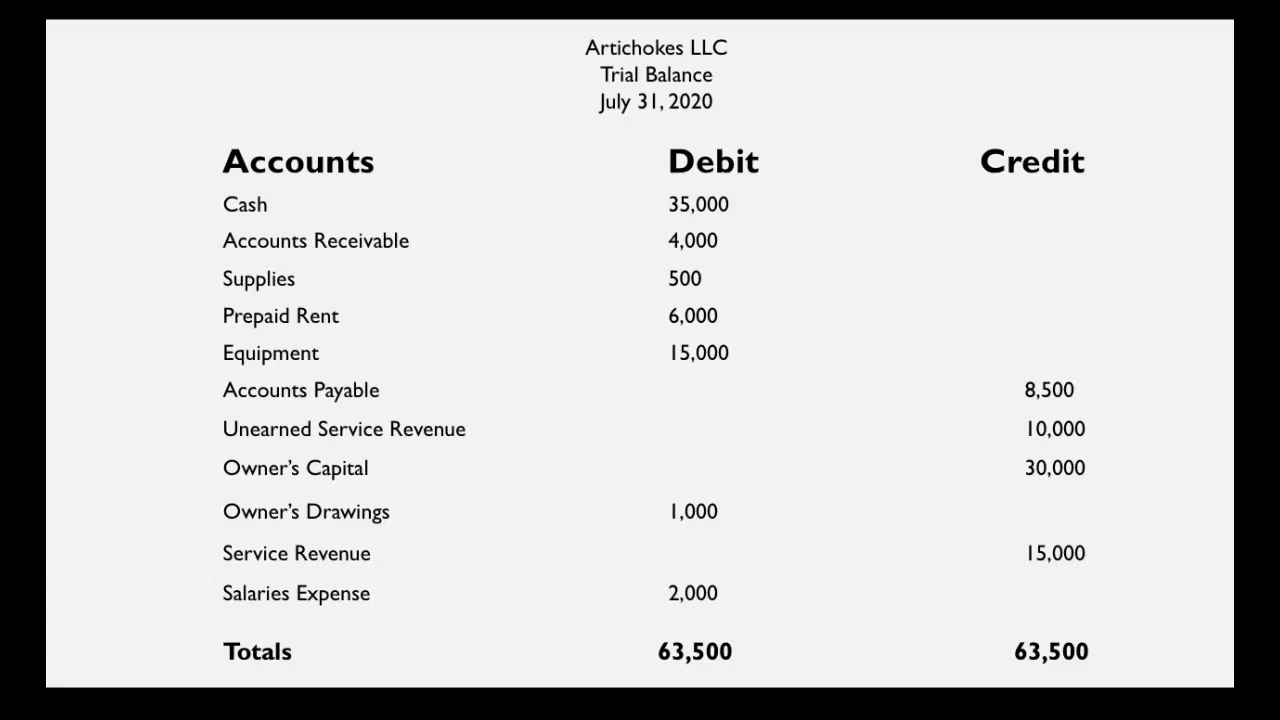 Artichokes LLC
Trial Balance
July 31, 2020
Accounts Debit Credit
Cash 35,000
Accounts Receivable 4,000
Supplies 500
Prepaid Rent 6,000
Equipment 15,000
Accounts Payable 8,500
Unearned Service Revenue 10,000
Owner’s Capital 30,000
Owner’s Drawings 1,000
Service Revenue 15,000
Salaries Expense 2,000
Totals 63,500 63,500